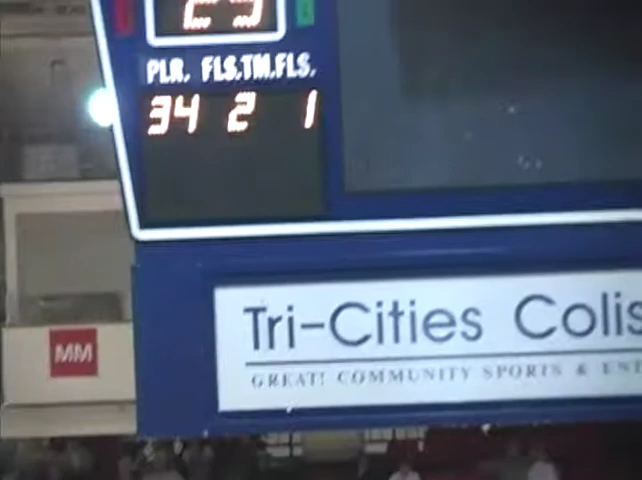 PLR. FLS.TM.FLS.
34 2 1
Tri-Cities Colis
GREAT! COMMUNITY SPORTS & ENT
MM